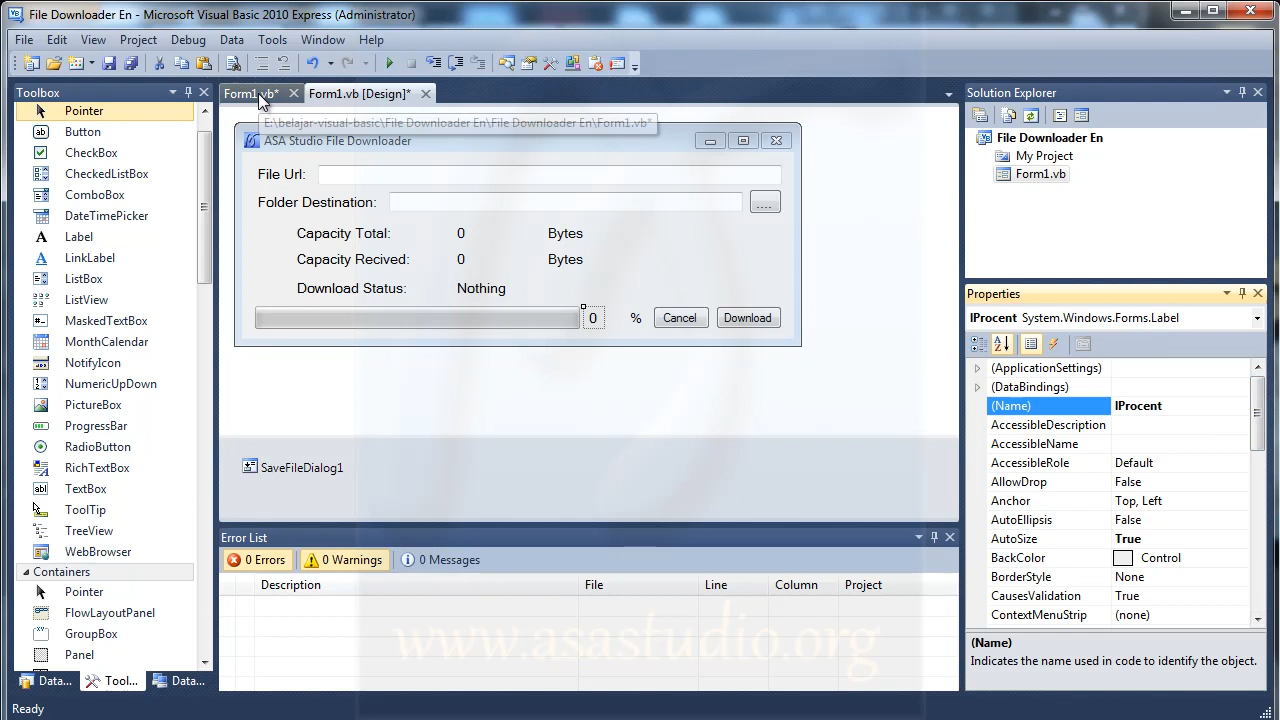 File Downloader En - Microsoft Visual Basic 2010 Express (Administrator)
File Edit View Project Debug Data Tools Window Help
Toolbox
Pointer
Button
CheckBox
CheckedListBox
ComboBox
DateTimePicker
Label
LinkLabel
ListBox
ListView
MaskedTextBox
MonthCalendar
NotifyIcon
NumericUpDown
PictureBox
ProgressBar
RadioButton
RichTextBox
TextBox
ToolTip
TreeView
WebBrowser
Containers
Pointer
FlowLayoutPanel
GroupBox
Panel
Data... Tool... Data...
Form1.vb* Form1.vb [Design]*
E:\belajar-visual-basic\File Downloader En\File Downloader En\Form1.vb*
ASA Studio File Downloader
File Url:
Folder Destination: ....
Capacity Total: 0 Bytes
Capacity Recived: 0 Bytes
Download Status: Nothing
0 % Cancel Download
SaveFileDialog1
Error List
0 Errors 0 Warnings 0 Messages
Description File Line Column Project
www.asastudio.org
Solution Explorer
File Downloader En
My Project
Form1.vb
Properties
lProcent System.Windows.Forms.Label
(ApplicationSettings)
(DataBindings)
(Name) lProcent
AccessibleDescription
AccessibleName
AccessibleRole Default
AllowDrop False
Anchor Top, Left
AutoEllipsis False
AutoSize True
BackColor Control
BorderStyle None
CausesValidation True
ContextMenuStrip (none)
(Name)
Indicates the name used in code to identify the object.
Ready